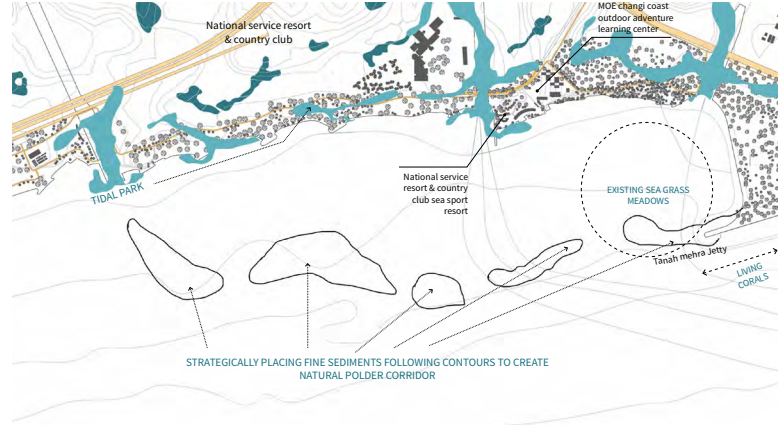 MOE changi coast
outdoor adventure
learning center
National service resort
& country club
National service
resort & country
club sea sport
resort
TIDAL PARK
EXISTING SEA GRASS
MEADOWS
Tanah mehra Jetty
LIVING
CORALS
STRATEGICALLY PLACING FINE SEDIMENTS FOLLOWING CONTOURS TO CREATE
NATURAL POLDER CORRIDOR